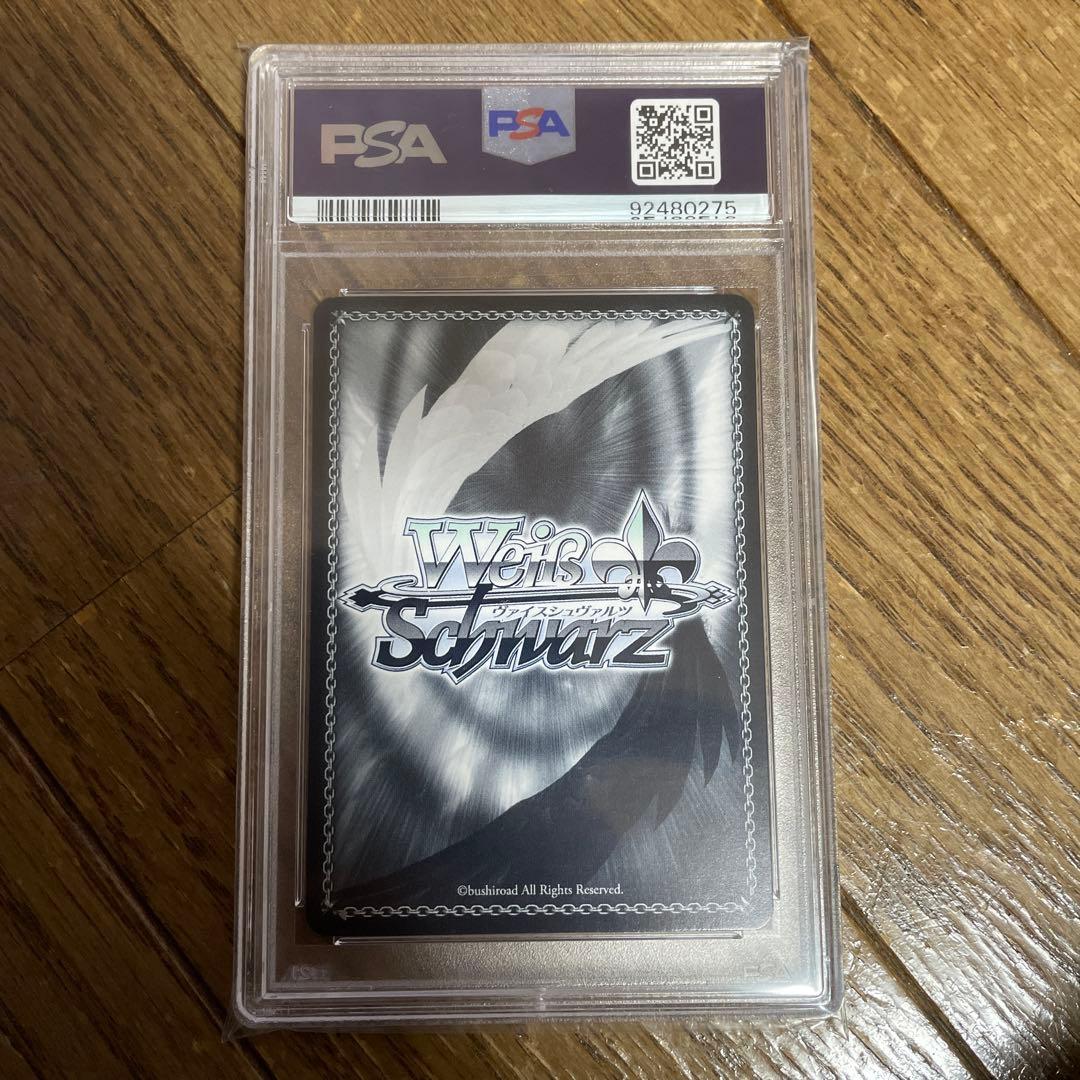 PSA
PSA
92480275
Weiß
ヴァイスシュヴァルツ
Schwarz
©bushiroad All Rights Reserved.